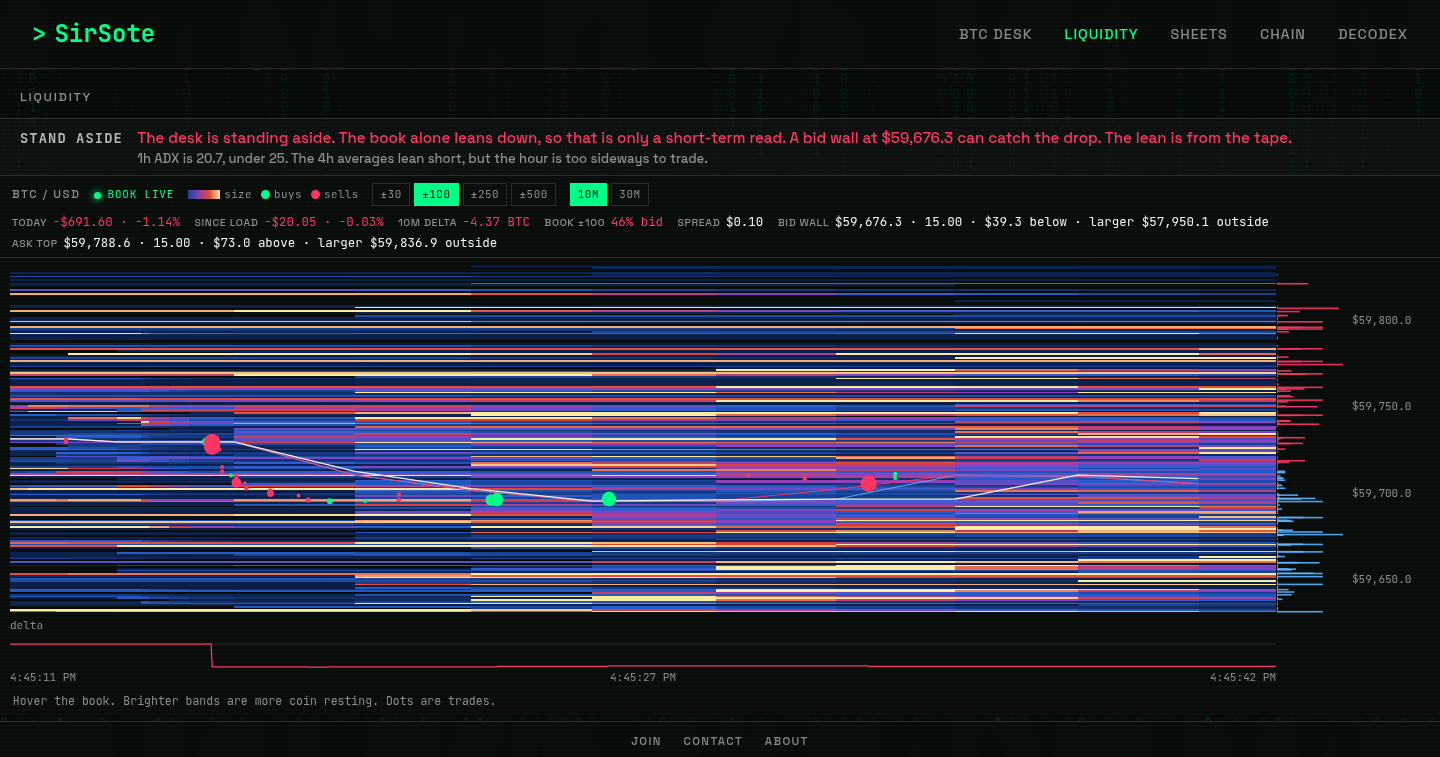 > SirSote
BTC DESK LIQUIDITY SHEETS CHAIN DECODEX
LIQUIDITY
STAND ASIDE The desk is standing aside. The book alone leans down, so that is only a short-term read. A bid wall at $59,676.3 can catch the drop. The lean is from the tape.
1h ADX is 20.7, under 25. The 4h averages lean short, but the hour is too sideways to trade.
BTC / USD BOOK LIVE size buys sells ±30 ±100 ±250 ±500 10M 30M
TODAY -$691.60 · -1.14% SINCE LOAD -$20.05 · -0.03% 10M DELTA -4.37 BTC BOOK ±100 46% bid SPREAD $0.10 BID WALL $59,676.3 · 15.00 · $39.3 below · larger $57,950.1 outside
ASK TOP $59,788.6 · 15.00 · $73.0 above · larger $59,836.9 outside
$59,800.0
$59,750.0
$59,700.0
$59,650.0
delta
4:45:11 PM 4:45:27 PM 4:45:42 PM
Hover the book. Brighter bands are more coin resting. Dots are trades.
JOIN CONTACT ABOUT